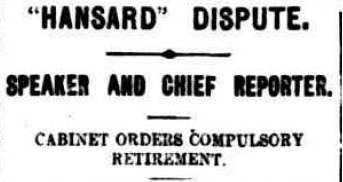 "HANSARD" DISPUTE.
SPEAKER AND CHIEF REPORTER.
CABINET ORDERS COMPULSORY
RETIREMENT.